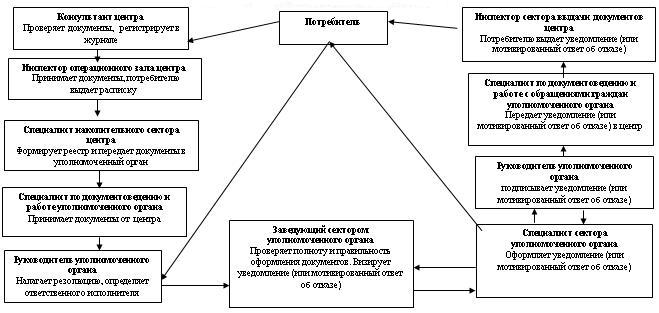 Консультант центра
Проверяет документы, регистрирует в
журнале
Инспектор операционного зала центра
Принимает документы, потребителю
выдает расписку
Специалист накопительного сектора
центра
Формирует реестр и передает документы в
уполномоченный орган
Специалист по документоведению и
работе уполномоченного органа
Принимает документы от центра
Руководитель уполномоченного
органа
Налагает резолюцию, определяет
ответственного исполнителя
Потребитель
Заведующий сектором
уполномоченного органа
Проверяет полноту и правильность
оформления документов. Визирует
уведомление (или мотивированный ответ
об отказе)
Инспектор сектора выдачи документов
центра
Потребителю выдает уведомление (или
мотивированный ответ об отказе)
Специалист по документоведению и
работе с обращениями граждан
уполномоченного органа
Передает уведомление (или
мотивированный ответ об отказе) в центр
Руководитель уполномоченного
органа
подписывает уведомление (или
мотивированный ответ об отказе)
Специалист сектора
уполномоченного органа
Оформляет уведомление (или
мотивированный ответ об отказе)